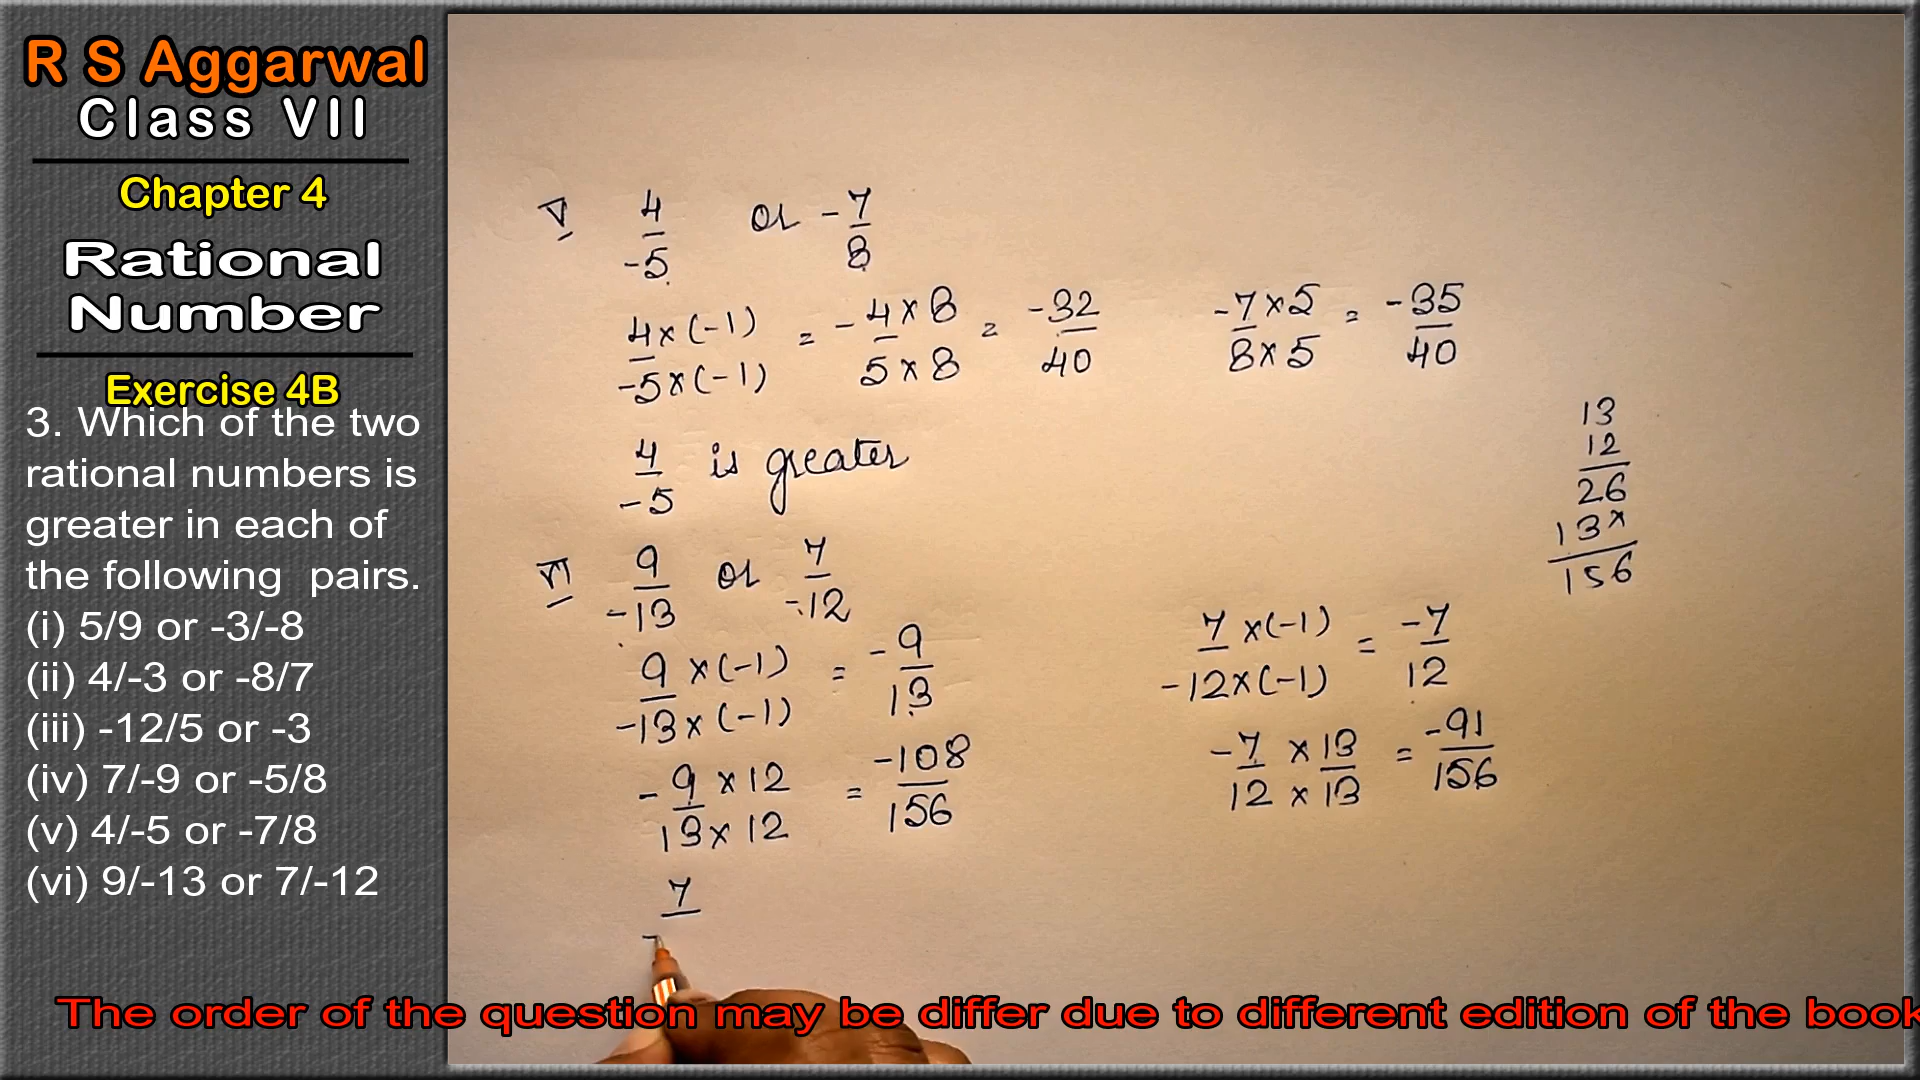 R S Aggarwal
Class VII
Chapter 4
Rational
Number
Exercise 4B
3. Which of the two
rational numbers is
greater in each of
the following pairs.
(i) 5/9 or -3/-8
(ii) 4/-3 or -8/7
(iii) -12/5 or -3
(iv) 7/-9 or -5/8
(v) 4/-5 or -7/8
(vi) 9/-13 or 7/-12
V 4/-5 or -7/8
4×(-1)/-5×(-1) = -4×8/5×8 = -32/40
-7×5/8×5 = -35/40
4/-5 is greater
13
12
26
13×
156
VI 9/-13 or 7/-12
9×(-1)/-13×(-1) = -9/13
7×(-1)/-12×(-1) = -7/12
-9×12/13×12 = -108/156
-7×13/12×13 = -91/156
7/-
The order of the question may be differ due to different edition of the book